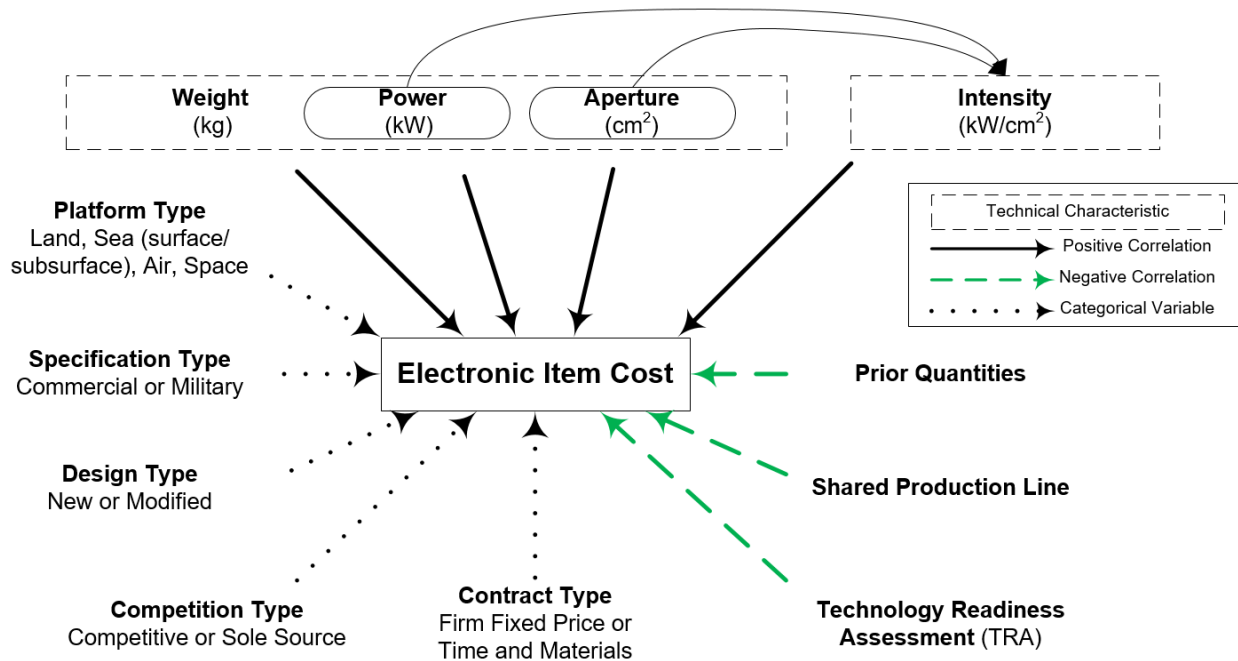 Weight
(kg)
Power
(kW)
Aperture
(cm²)
Intensity
(kW/cm²)
Platform Type
Land, Sea (surface/
subsurface), Air, Space
Technical Characteristic
Positive Correlation
Negative Correlation
Categorical Variable
Specification Type
Commercial or Military
Electronic Item Cost
Prior Quantities
Design Type
New or Modified
Shared Production Line
Competition Type
Competitive or Sole Source
Contract Type
Firm Fixed Price or
Time and Materials
Technology Readiness
Assessment (TRA)